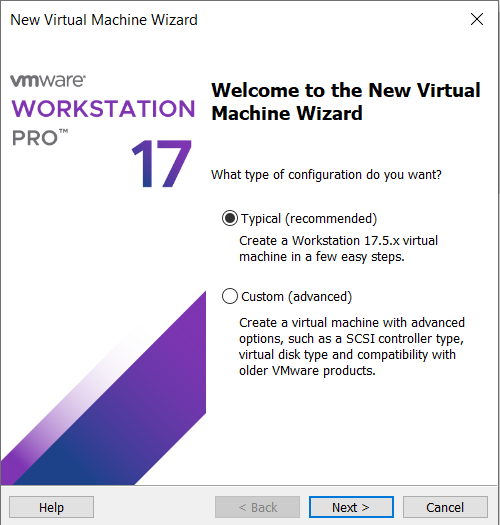 New Virtual Machine Wizard
vmware®
WORKSTATION
PRO™
17
Welcome to the New Virtual
Machine Wizard
What type of configuration do you want?
Typical (recommended)
Create a Workstation 17.5.x virtual
machine in a few easy steps.
Custom (advanced)
Create a virtual machine with advanced
options, such as a SCSI controller type,
virtual disk type and compatibility with
older VMware products.
Help
< Back
Next >
Cancel